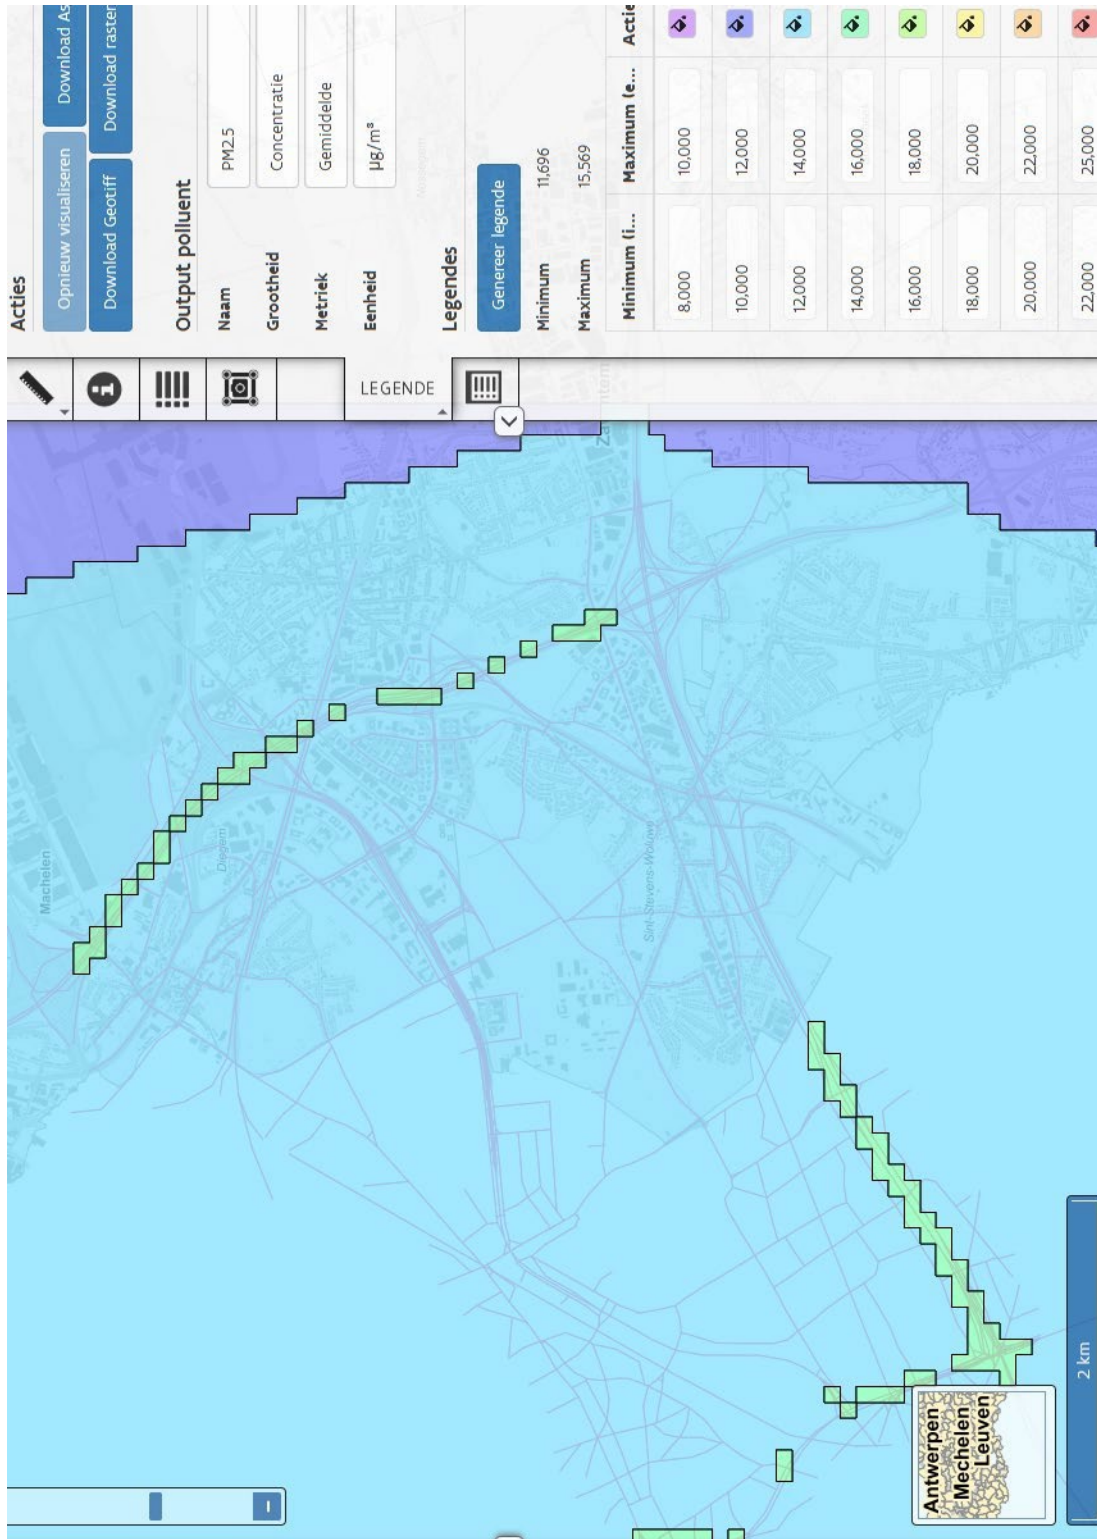 Acties
Opnieuw visualiseren
Download As
Download Geotiff
Download raster
Output polluent
Naam PM2.5
Grootheid Concentratie
Metriek Gemiddelde
Eenheid µg/m³
LEGENDE
Legendes
Genereer legende
Minimum 11,696
Maximum 15,569
Minimum (i... Maximum (e... Actie
8,000 10,000
10,000 12,000
12,000 14,000
14,000 16,000
16,000 18,000
18,000 20,000
20,000 22,000
22,000 25,000
Machelen
Diegem
Sint-Stevens-Woluwe
Antwerpen
Mechelen
Leuven
2 km